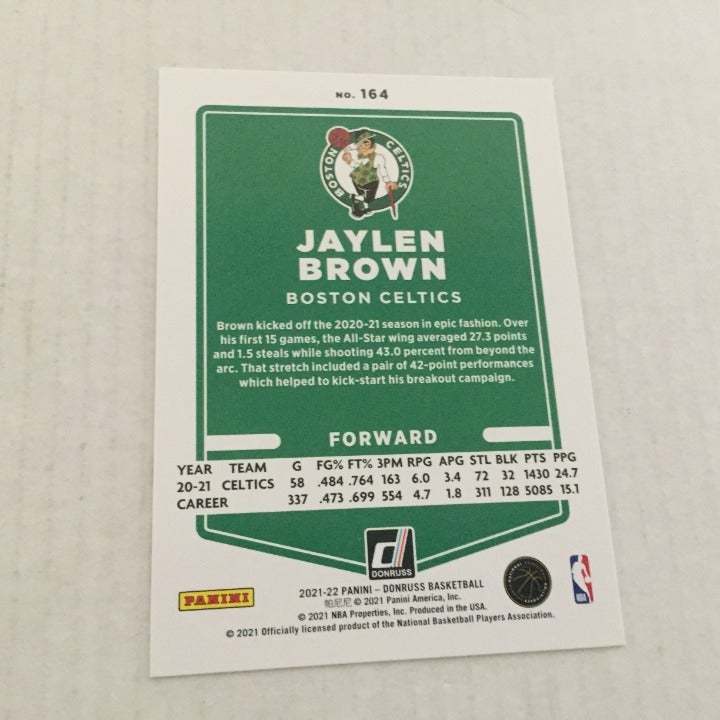 NO. 164
BOSTON CELTICS
JAYLEN
BROWN
BOSTON CELTICS
Brown kicked off the 2020-21 season in epic fashion. Over
his first 15 games, the All-Star wing averaged 27.3 points
and 1.5 steals while shooting 43.0 percent from beyond the
arc. That stretch included a pair of 42-point performances
which helped to kick-start his breakout campaign.
FORWARD
YEAR TEAM G FG% FT% 3PM RPG APG STL BLK PTS PPG
20-21 CELTICS 58 .484 .764 163 6.0 3.4 72 32 1430 24.7
CAREER 337 .473 .699 554 4.7 1.8 311 128 5085 15.1
d
DONRUSS
PANINI
2021-22 PANINI – DONRUSS BASKETBALL
帕尼尼 © 2021 Panini America, Inc.
© 2021 NBA Properties, Inc. Produced in the USA.
© 2021 Officially licensed product of the National Basketball Players Association.
NBA